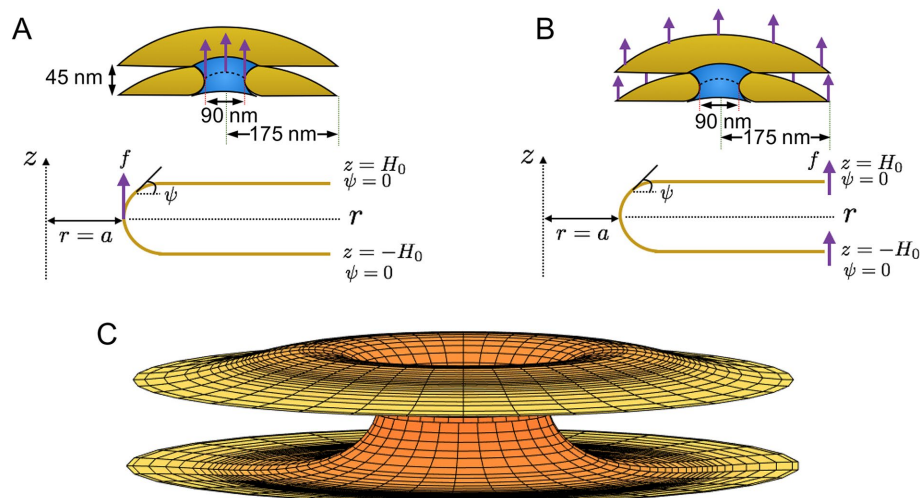 A
45 nm
90 nm
175 nm
z
f
z = H₀
ψ = 0
ψ
r
r = a
z = −H₀
ψ = 0
B
90 nm
175 nm
z
f
z = H₀
ψ = 0
ψ
r
r = a
z = −H₀
ψ = 0
C